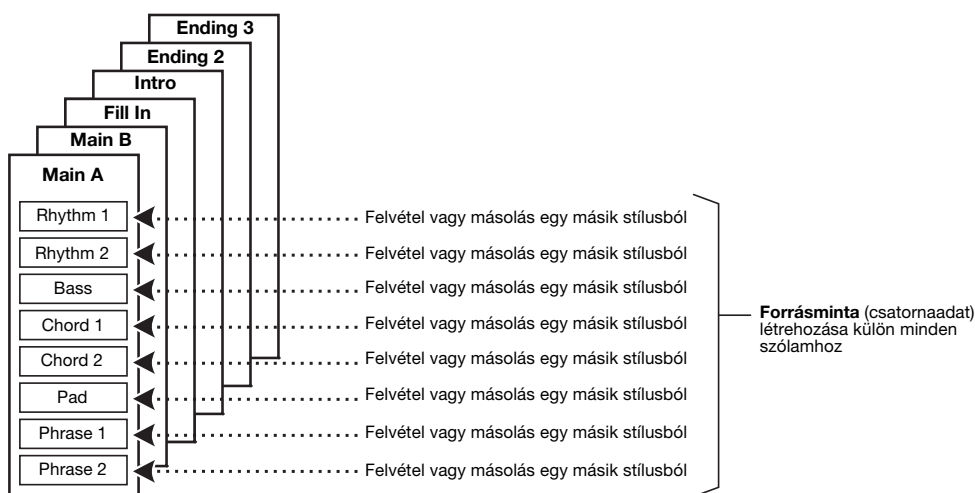 Ending 3
Ending 2
Intro
Fill In
Main B
Main A
Rhythm 1
Felvétel vagy másolás egy másik stílusból
Rhythm 2
Felvétel vagy másolás egy másik stílusból
Bass
Felvétel vagy másolás egy másik stílusból
Chord 1
Felvétel vagy másolás egy másik stílusból
Chord 2
Felvétel vagy másolás egy másik stílusból
Pad
Felvétel vagy másolás egy másik stílusból
Phrase 1
Felvétel vagy másolás egy másik stílusból
Phrase 2
Felvétel vagy másolás egy másik stílusból
Forrásminta (csatornaadat)
létrehozása külön minden
szólamhoz